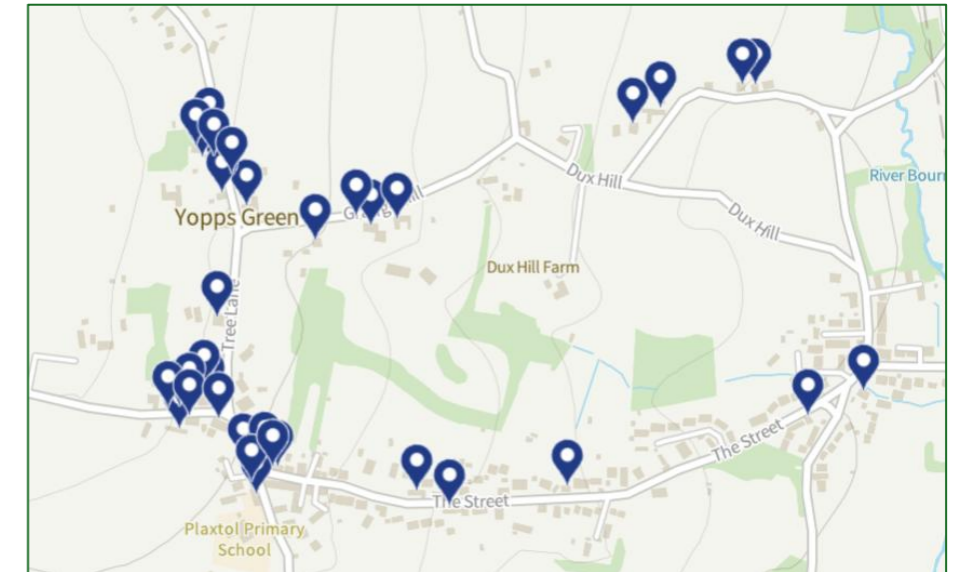 Dux Hill
River Bour
Yopps Green
Dux Hill
Dux Hill Farm
Tree Lane
The Street
The Street
Plaxtol Primary
School